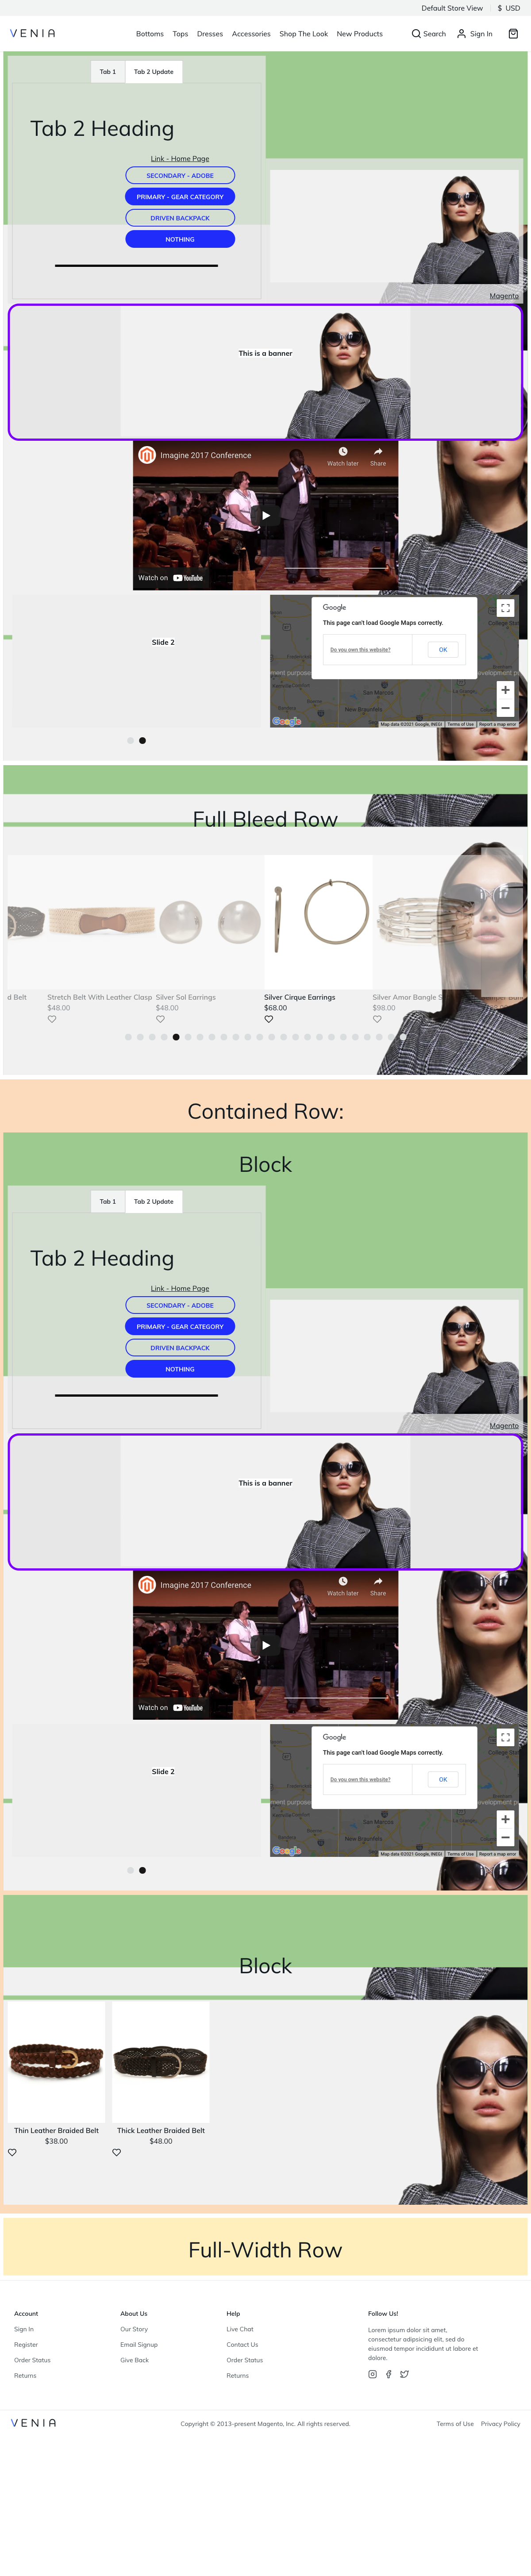 Default Store View
$ USD
VENIA
Bottoms Tops Dresses Accessories Shop The Look New Products
Search Sign In
Tab 1 Tab 2 Update
Tab 2 Heading
Link - Home Page
SECONDARY - ADOBE
PRIMARY - GEAR CATEGORY
DRIVEN BACKPACK
NOTHING
Magento
This is a banner
Imagine 2017 Conference
Watch later Share
Watch on YouTube
Slide 2
Google
This page can't load Google Maps correctly.
Do you own this website? OK
San Marcos
New Braunfels
Google
Map data ©2021 Google, INEGI Terms of Use Report a map error
Full Bleed Row
d Belt
Stretch Belt With Leather Clasp
$48.00
Silver Sol Earrings
$48.00
Silver Cirque Earrings
$68.00
Silver Amor Bangle S
$98.00
Contained Row:
Block
Tab 1 Tab 2 Update
Tab 2 Heading
Link - Home Page
SECONDARY - ADOBE
PRIMARY - GEAR CATEGORY
DRIVEN BACKPACK
NOTHING
Magento
This is a banner
Imagine 2017 Conference
Watch later Share
Watch on YouTube
Slide 2
Google
This page can't load Google Maps correctly.
Do you own this website? OK
San Marcos
New Braunfels
Google
Map data ©2021 Google, INEGI Terms of Use Report a map error
Block
Thin Leather Braided Belt
$38.00
Thick Leather Braided Belt
$48.00
Full-Width Row
Account
Sign In
Register
Order Status
Returns
About Us
Our Story
Email Signup
Give Back
Help
Live Chat
Contact Us
Order Status
Returns
Follow Us!
Lorem ipsum dolor sit amet,
consectetur adipsicing elit, sed do
eiusmod tempor incididunt ut labore et
dolore.
VENIA
Copyright © 2013-present Magento, Inc. All rights reserved.
Terms of Use Privacy Policy